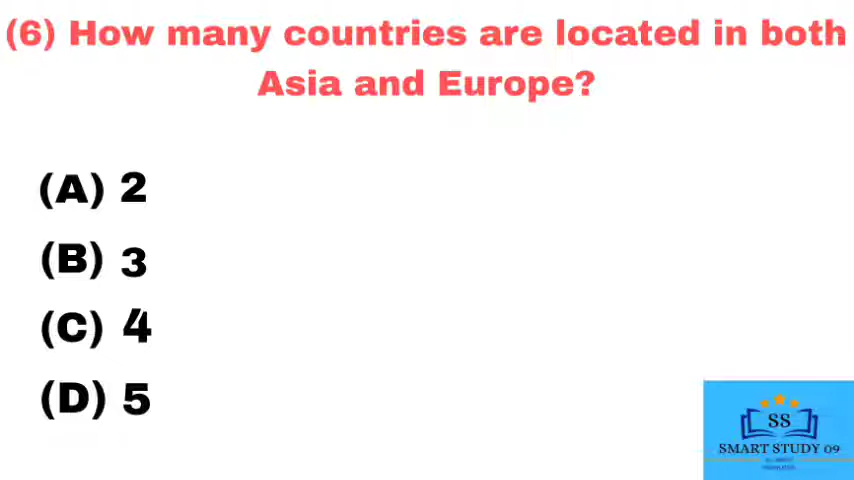 (6) How many countries are located in both
Asia and Europe?
(A) 2
(B) 3
(C) 4
(D) 5
SS
SMART STUDY 09